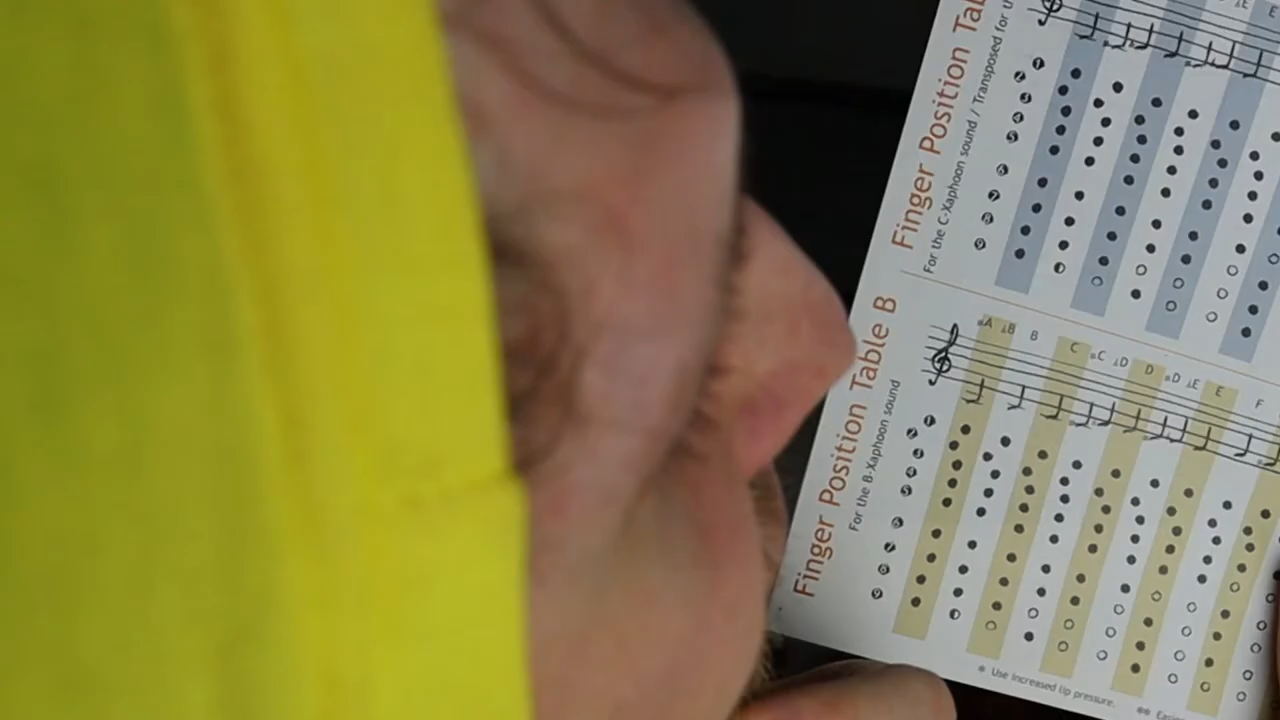 Finger Position Tab
For the C-Xaphoon sound / Transposed for t
E
Finger Position Table B
For the B-Xaphoon sound
#A ♭B B C #C ♭D D #D ♭E E F
* Use Increased lip pressure.
**